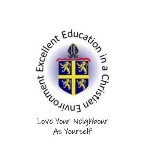 Excellent Education in a Christian Environment
Love Your Neighbour
As Yourself